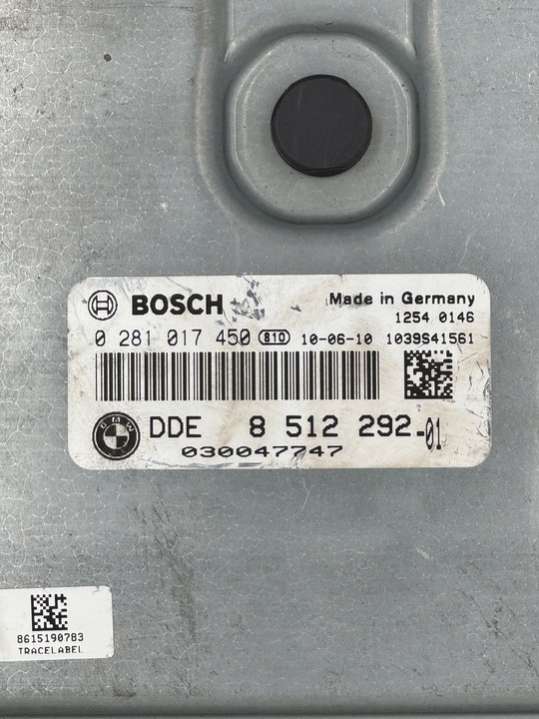 BOSCH
Made in Germany
1254 0146
0 281 017 450 810 10-06-10 1039S41561
BMW
DDE 8 512 292-01
030047747
8615190783
TRACELABEL